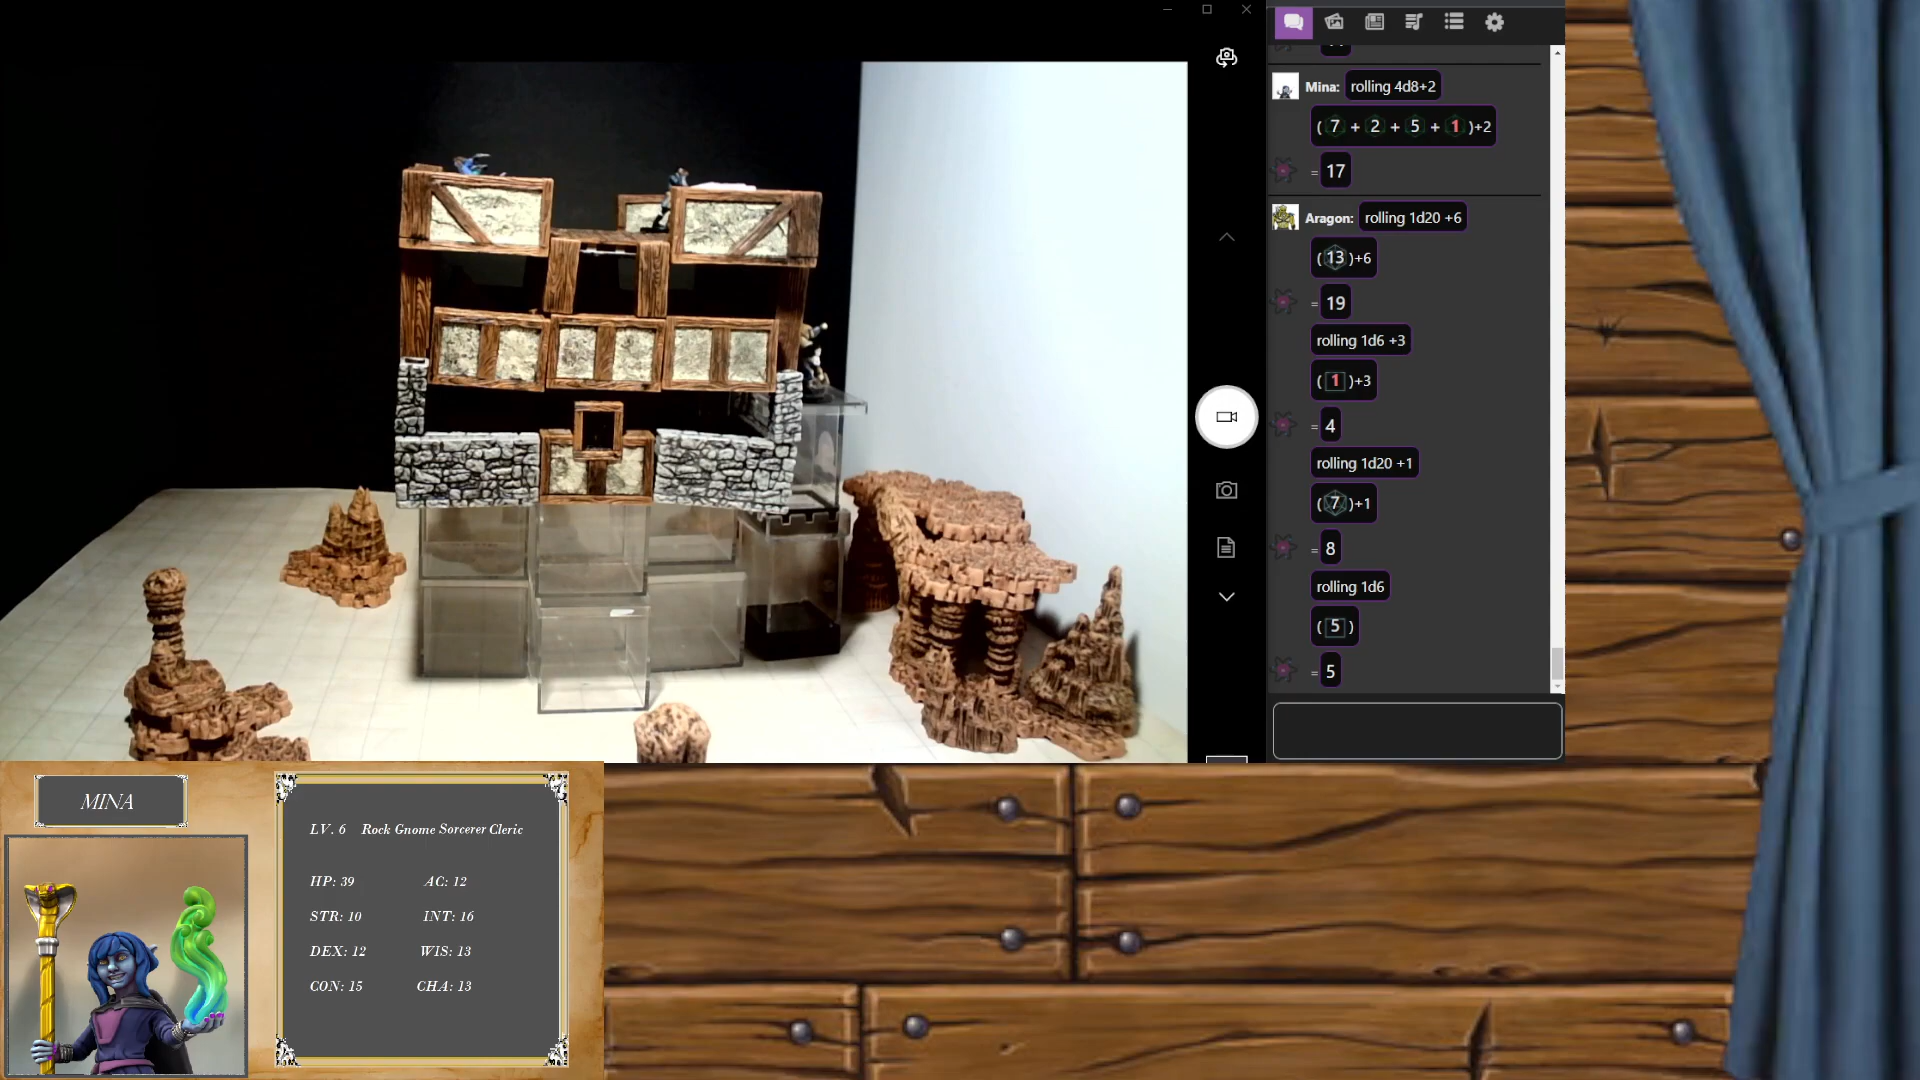 Mina: rolling 4d8+2
(7 + 2 + 5 + 1)+2
= 17
Aragon: rolling 1d20 +6
(13)+6
= 19
rolling 1d6 +3
(1)+3
= 4
rolling 1d20 +1
(7)+1
= 8
rolling 1d6
(5)
= 5
MINA
LV. 6 Rock Gnome Sorcerer Cleric
HP: 39 AC: 12
STR: 10 INT: 16
DEX: 12 WIS: 13
CON: 15 CHA: 13